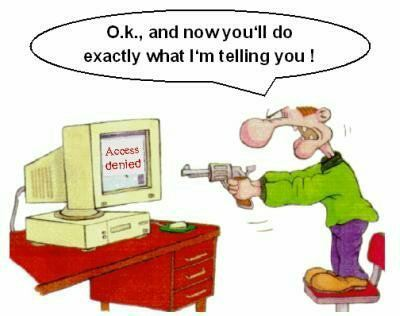 O.k., and now you'll do
exactly what I'm telling you !
Access
denied